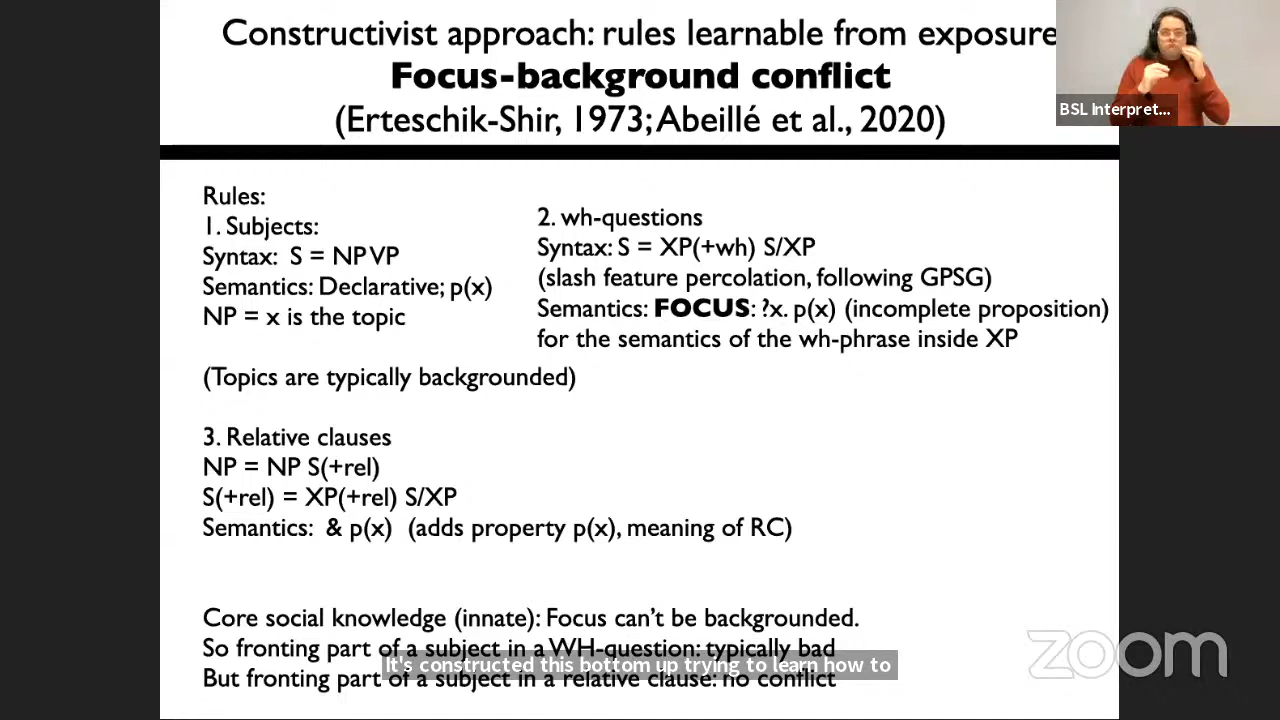 Constructivist approach: rules learnable from exposure
Focus-background conflict
(Erteschik-Shir, 1973; Abeillé et al., 2020)
BSL Interpret...
Rules:
1. Subjects:
Syntax: S = NP VP
Semantics: Declarative; p(x)
NP = x is the topic
(Topics are typically backgrounded)
2. wh-questions
Syntax: S = XP(+wh) S/XP
(slash feature percolation, following GPSG)
Semantics: FOCUS: ?x. p(x) (incomplete proposition)
for the semantics of the wh-phrase inside XP
3. Relative clauses
NP = NP S(+rel)
S(+rel) = XP(+rel) S/XP
Semantics: & p(x) (adds property p(x), meaning of RC)
Core social knowledge (innate): Focus can't be backgrounded.
So fronting part of a subject in a WH-question: typically bad
It's constructed this bottom up trying to learn how to
But fronting part of a subject in a relative clause: no conflict
zoom